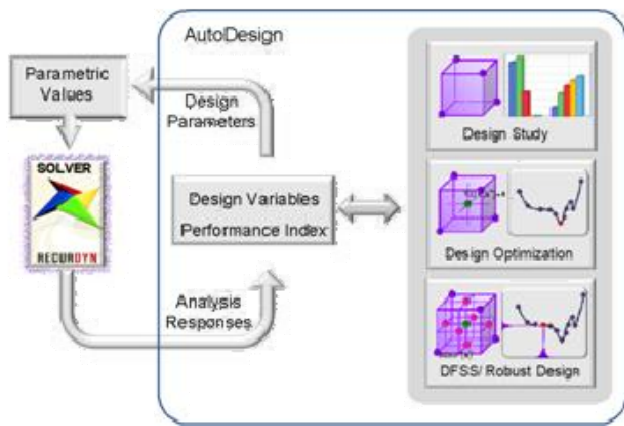 AutoDesign
Parametric
Values
Design
Parameters
SOLVER
RECURDYN
Design Variables
Performance Index
Analysis
Responses
Design Study
Design Optimization
DFSS/ Robust Design